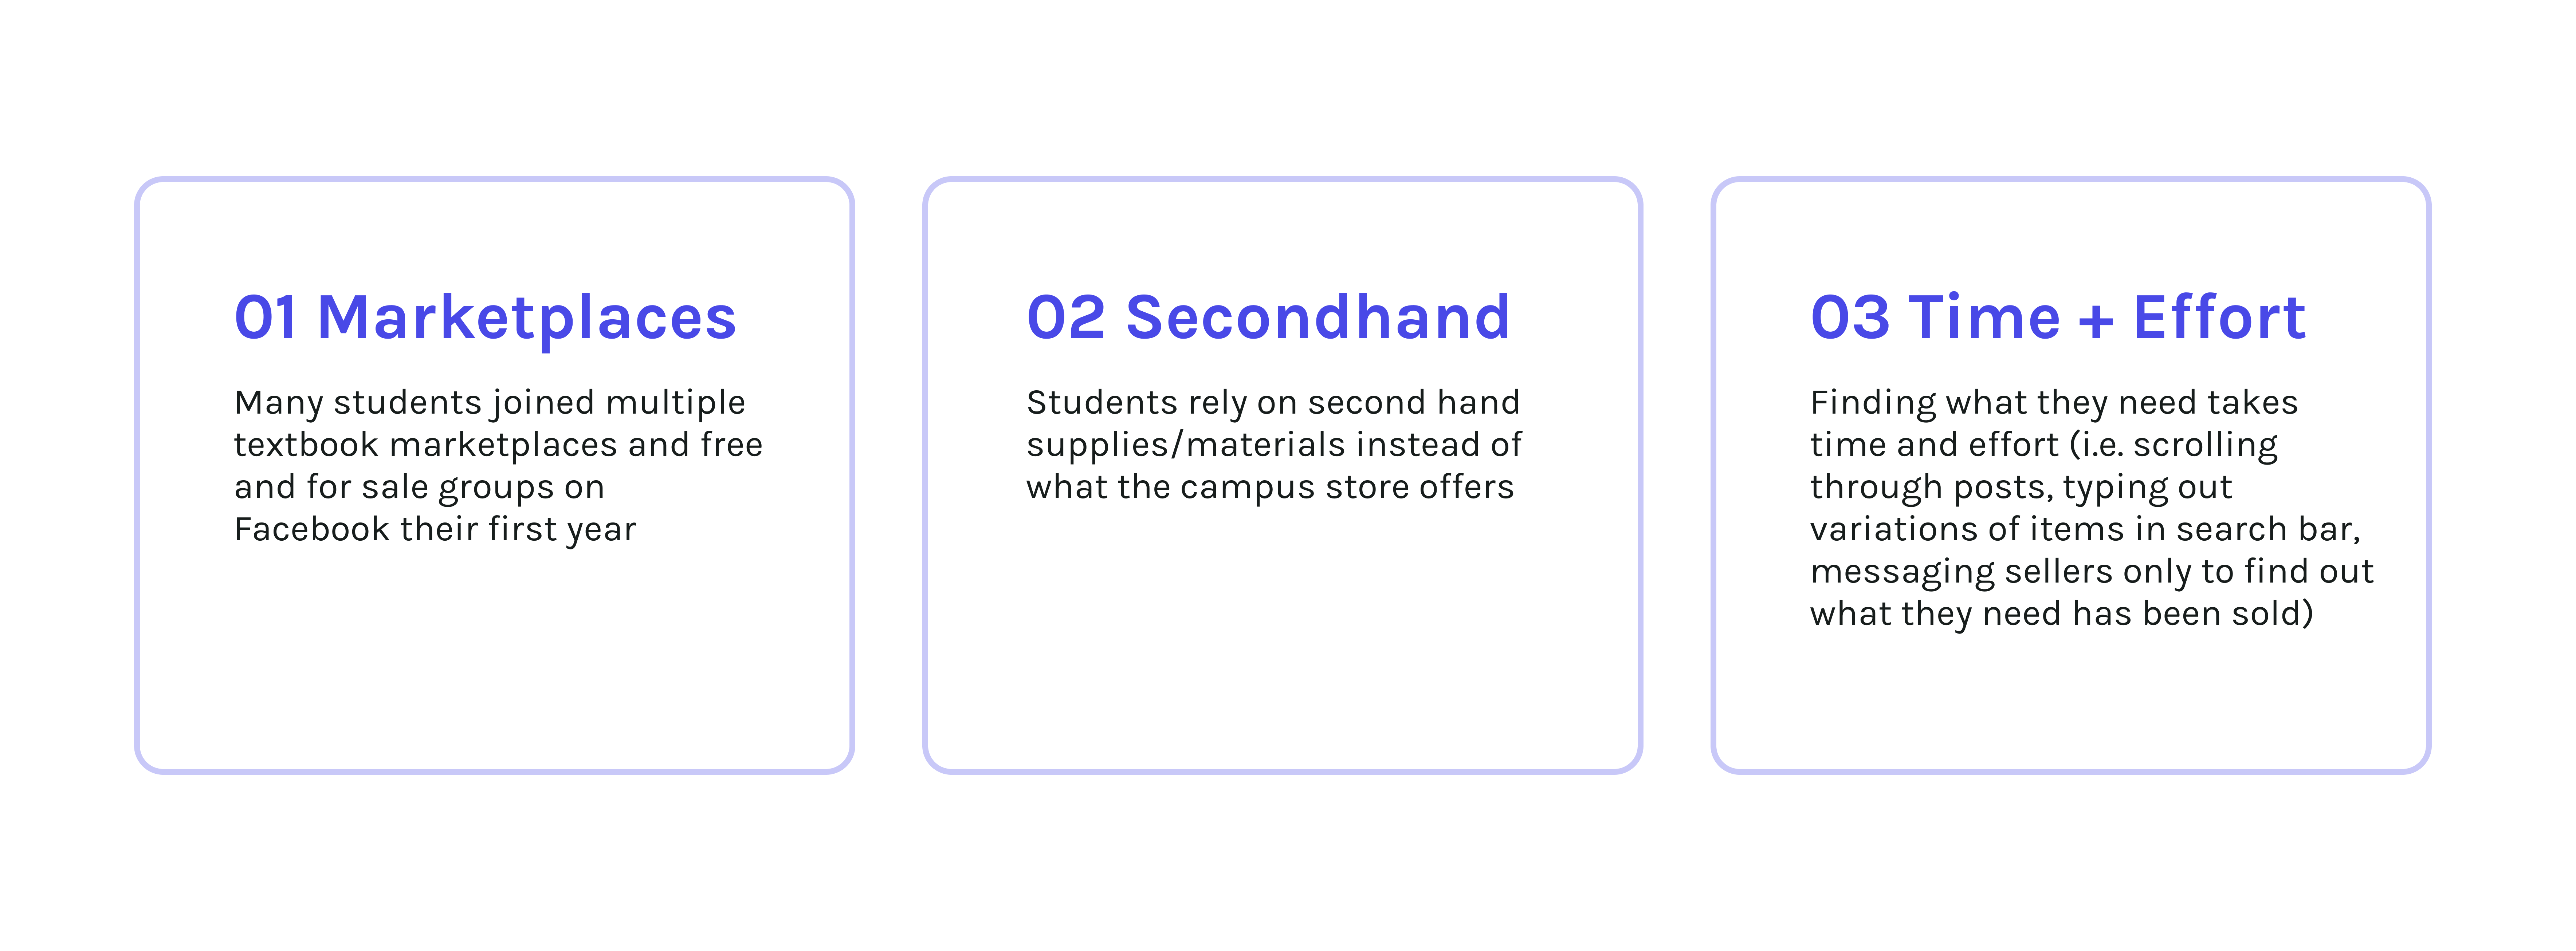 01 Marketplaces
Many students joined multiple
textbook marketplaces and free
and for sale groups on
Facebook their first year
02 Secondhand
Students rely on second hand
supplies/materials instead of
what the campus store offers
03 Time + Effort
Finding what they need takes
time and effort (i.e. scrolling
through posts, typing out
variations of items in search bar,
messaging sellers only to find out
what they need has been sold)